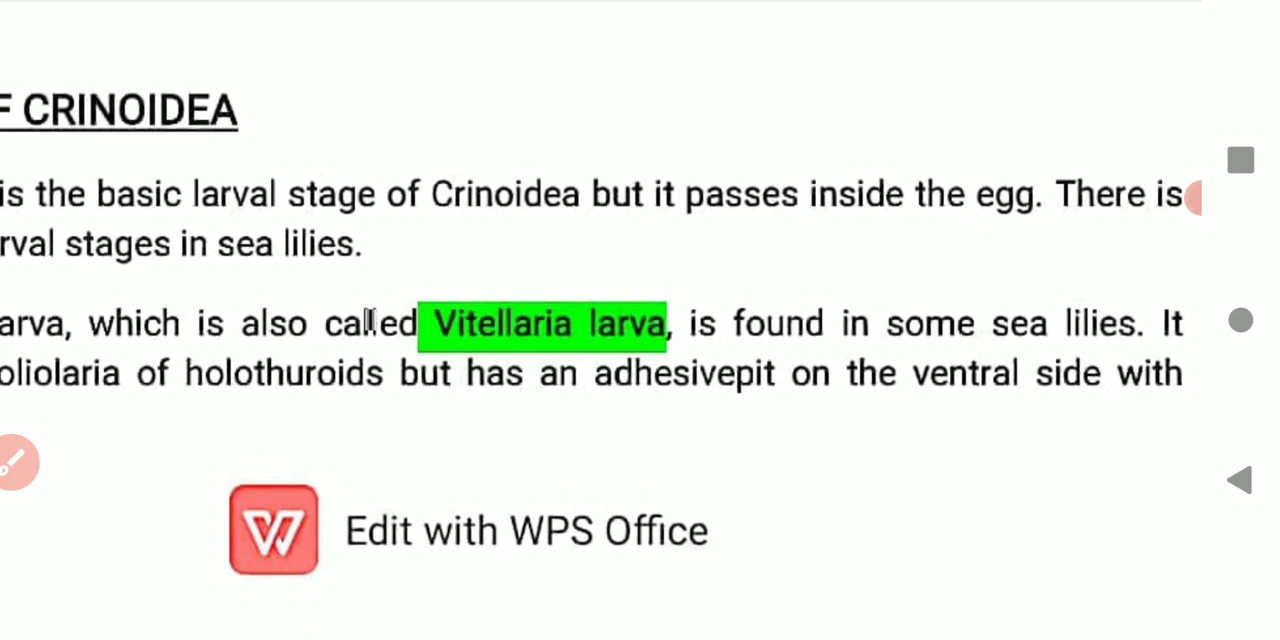 F CRINOIDEA
is the basic larval stage of Crinoidea but it passes inside the egg. There is
rval stages in sea lilies.
arva, which is also called Vitellaria larva, is found in some sea lilies. It
oliolaria of holothuroids but has an adhesivepit on the ventral side with
Edit with WPS Office